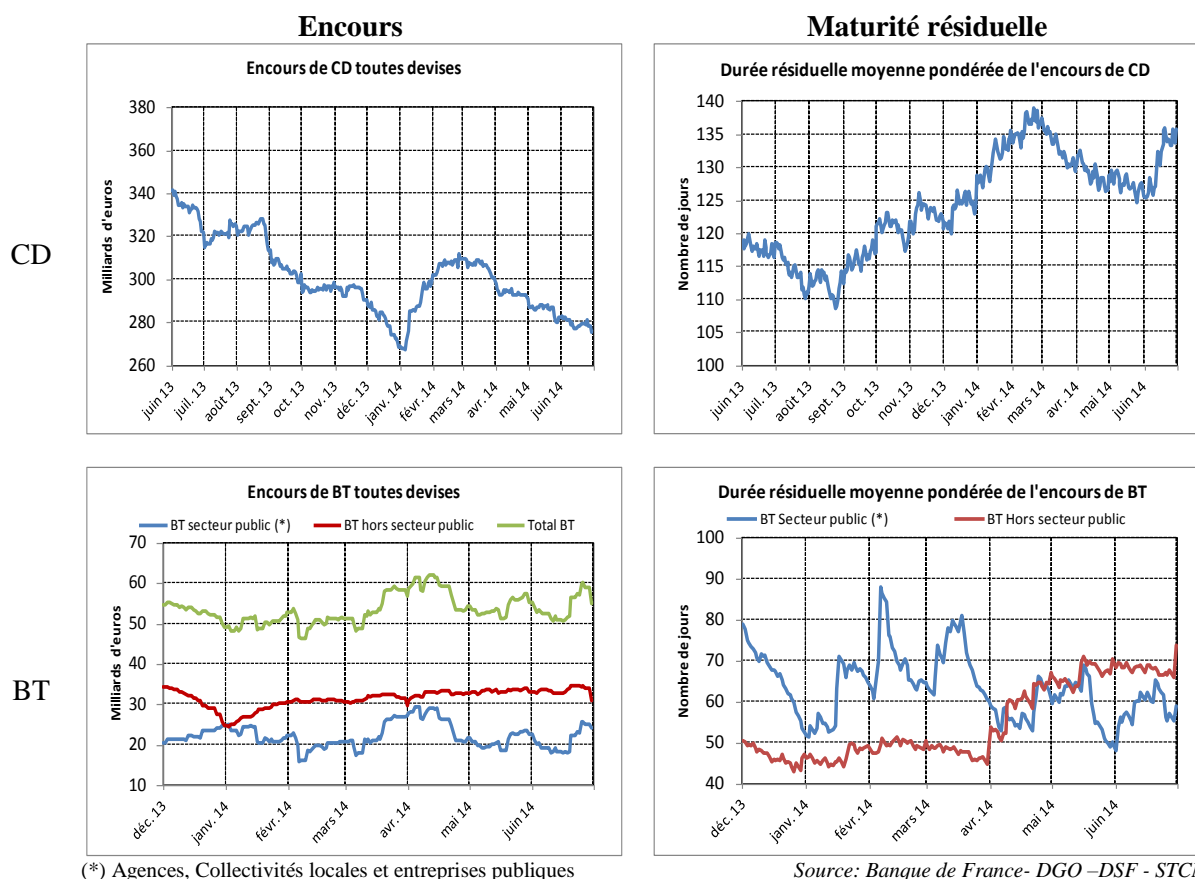 Encours
Maturité résiduelle
CD
Encours de CD toutes devises
Milliards d'euros
380
360
340
320
300
280
260
juin 13
juil. 13
août 13
sept. 13
oct. 13
nov. 13
déc. 13
janv. 14
févr. 14
mars 14
avr. 14
mai 14
juin 14
Durée résiduelle moyenne pondérée de l'encours de CD
Nombre de jours
140
135
130
125
120
115
110
105
100
juin 13
juil. 13
août 13
sept. 13
oct. 13
nov. 13
déc. 13
janv. 14
févr. 14
mars 14
avr. 14
mai 14
juin 14
BT
Encours de BT toutes devises
BT secteur public (*)
BT hors secteur public
Total BT
Milliards d'euros
70
60
50
40
30
20
10
déc. 13
janv. 14
févr. 14
mars 14
avr. 14
mai 14
juin 14
Durée résiduelle moyenne pondérée de l'encours de BT
BT Secteur public (*)
BT Hors secteur public
Nombre de jours
100
90
80
70
60
50
40
déc. 13
janv. 14
févr. 14
mars 14
avr. 14
mai 14
juin 14
(*) Agences, Collectivités locales et entreprises publiques
Source: Banque de France- DGO –DSF -